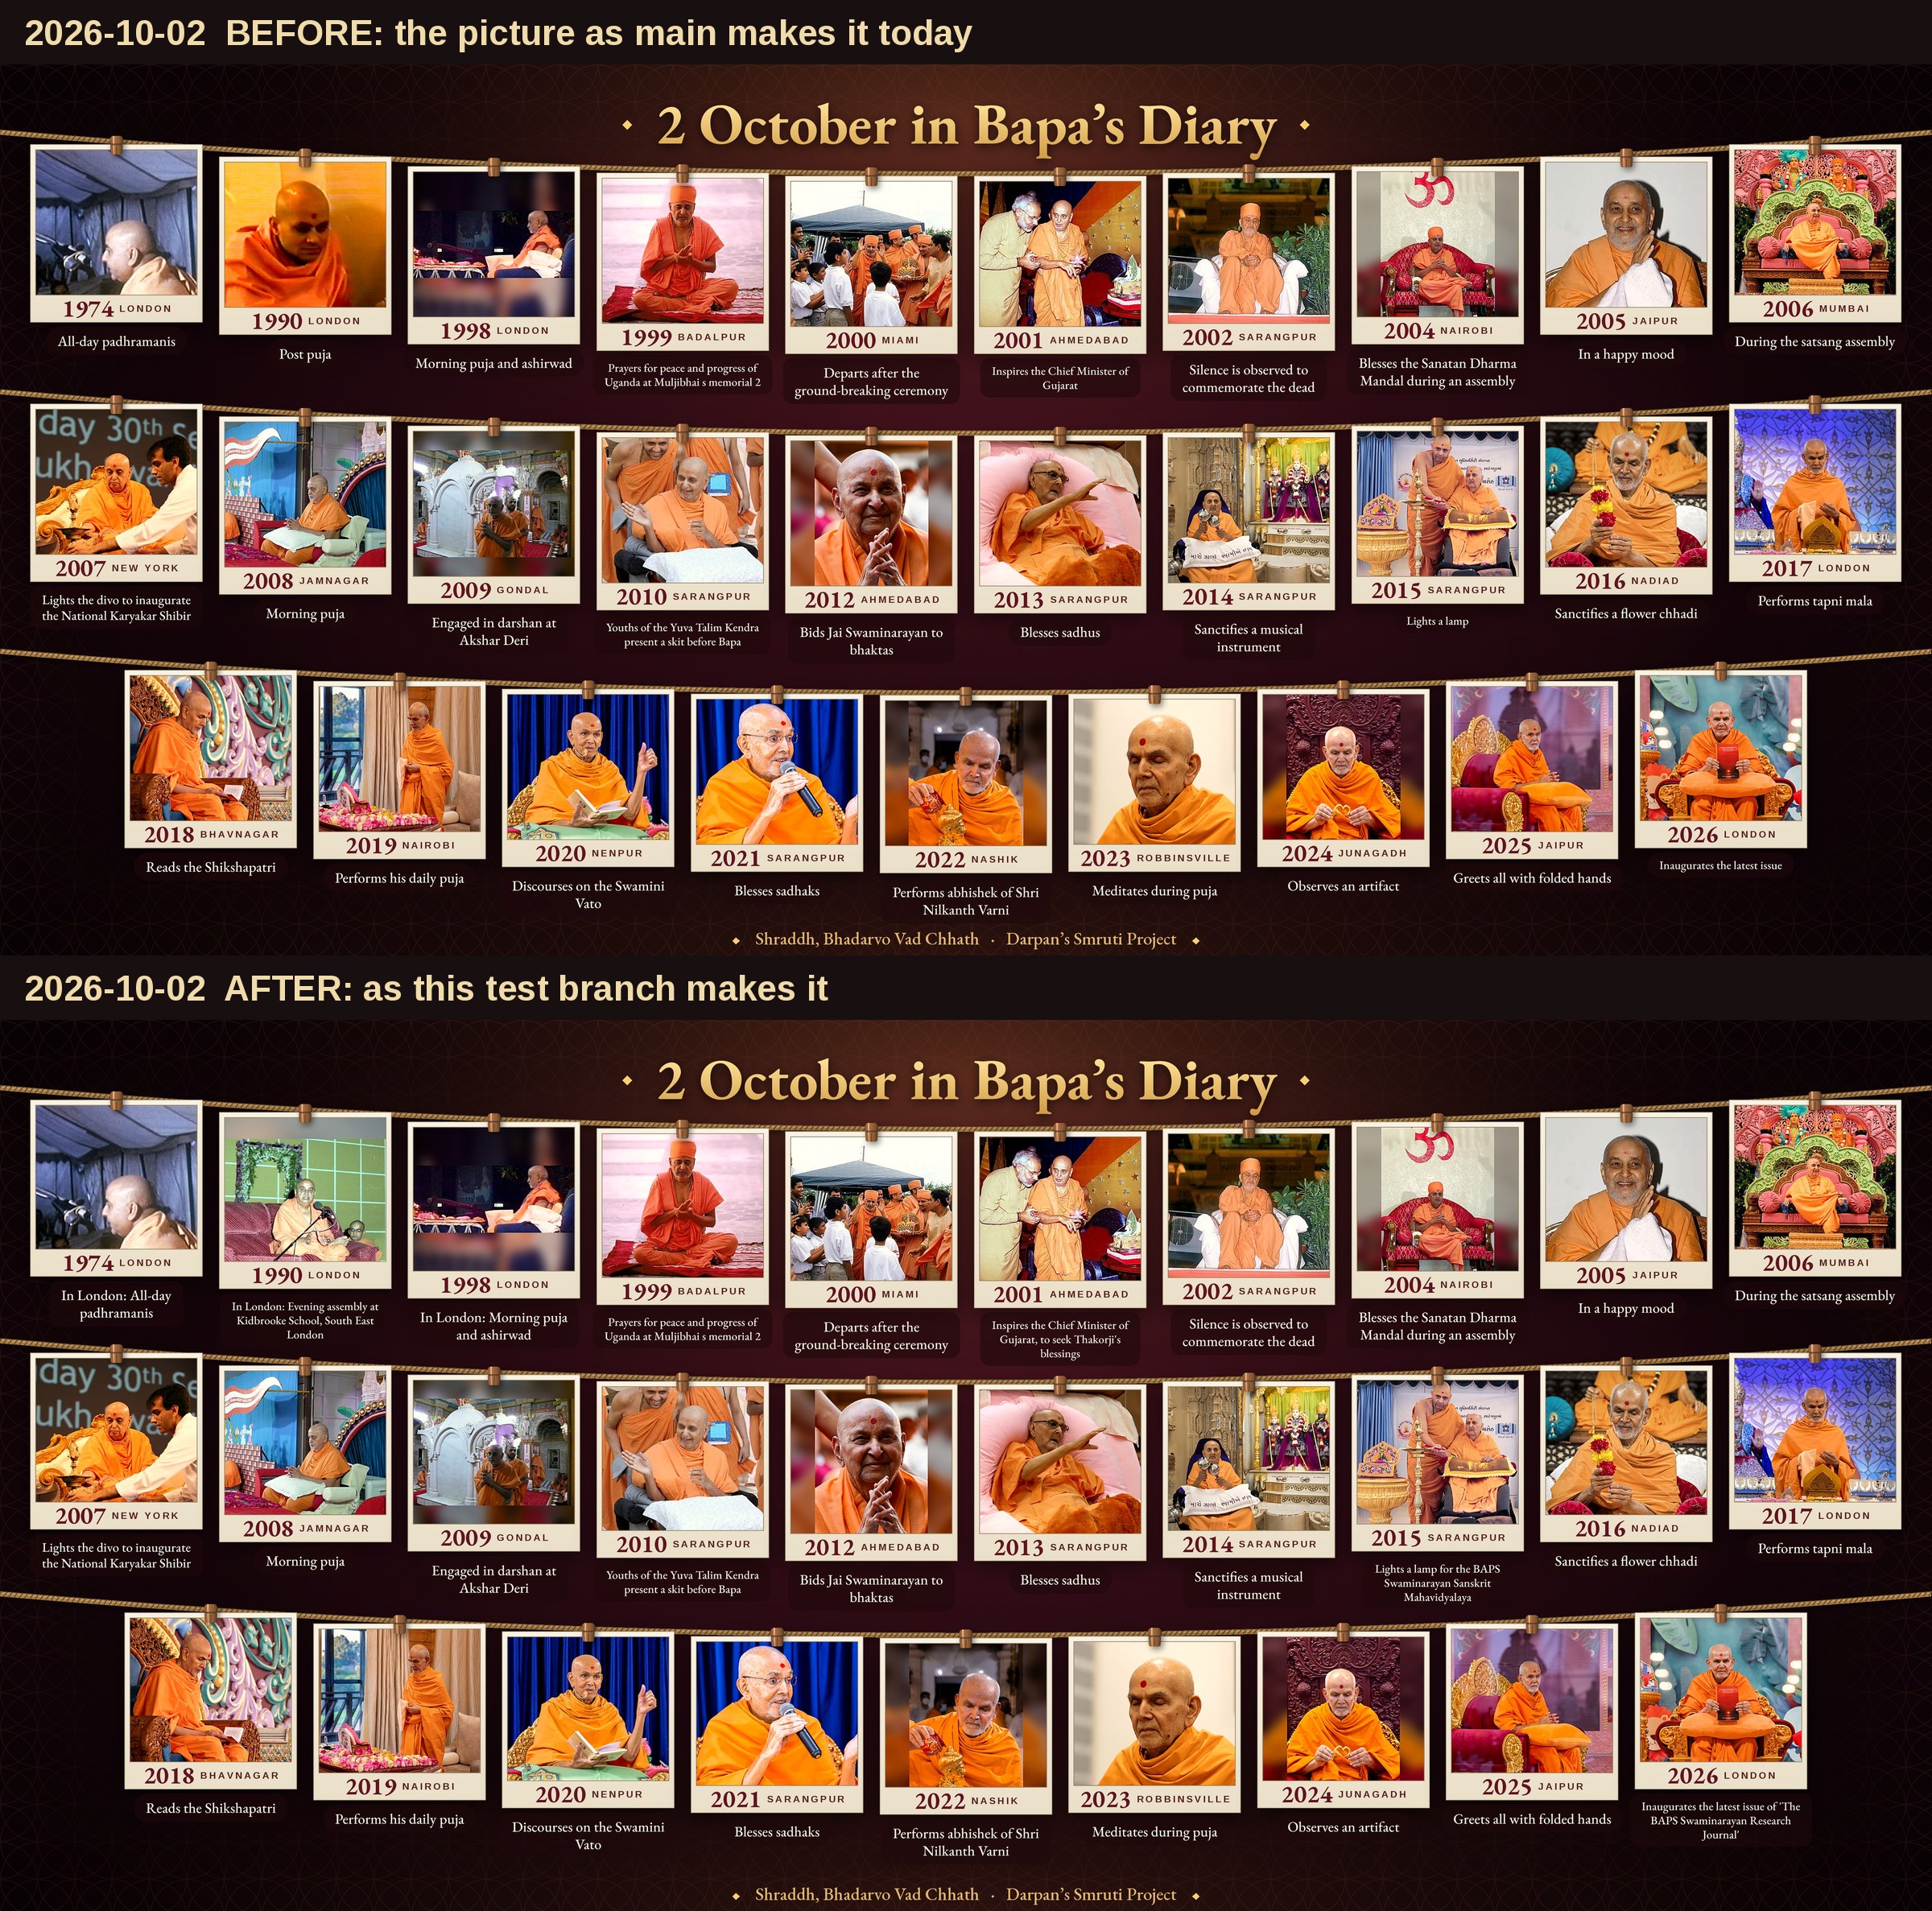 2026-10-02  BEFORE: the picture as main makes it today
2 October in Bapa’s Diary
1974 LONDON
All-day padhramanis
1990 LONDON
Post puja
1998 LONDON
Morning puja and ashirwad
1999 BADALPUR
Prayers for peace and progress of
Uganda at Muljibhai s memorial 2
2000 MIAMI
Departs after the
ground-breaking ceremony
2001 AHMEDABAD
Inspires the Chief Minister of
Gujarat
2002 SARANGPUR
Silence is observed to
commemorate the dead
ॐ
2004 NAIROBI
Blesses the Sanatan Dharma
Mandal during an assembly
2005 JAIPUR
In a happy mood
2006 MUMBAI
During the satsang assembly
day 30th Se
ukh
2007 NEW YORK
Lights the divo to inaugurate
the National Karyakar Shibir
2008 JAMNAGAR
Morning puja
2009 GONDAL
Engaged in darshan at
Akshar Deri
2010 SARANGPUR
Youths of the Yuva Talim Kendra
present a skit before Bapa
2012 AHMEDABAD
Bids Jai Swaminarayan to
bhaktas
2013 SARANGPUR
Blesses sadhus
2014 SARANGPUR
Sanctifies a musical
instrument
2015 SARANGPUR
Lights a lamp
2016 NADIAD
Sanctifies a flower chhadi
2017 LONDON
Performs tapni mala
2018 BHAVNAGAR
Reads the Shikshapatri
2019 NAIROBI
Performs his daily puja
2020 NENPUR
Discourses on the Swamini
Vato
2021 SARANGPUR
Blesses sadhaks
2022 NASHIK
Performs abhishek of Shri
Nilkanth Varni
2023 ROBBINSVILLE
Meditates during puja
2024 JUNAGADH
Observes an artifact
2025 JAIPUR
Greets all with folded hands
2026 LONDON
Inaugurates the latest issue
Shraddh, Bhadarvo Vad Chhath · Darpan’s Smruti Project
2026-10-02  AFTER: as this test branch makes it
2 October in Bapa’s Diary
1974 LONDON
In London: All-day
padhramanis
1990 LONDON
In London: Evening assembly at
Kidbrooke School, South East
London
1998 LONDON
In London: Morning puja
and ashirwad
1999 BADALPUR
Prayers for peace and progress of
Uganda at Muljibhai s memorial 2
2000 MIAMI
Departs after the
ground-breaking ceremony
2001 AHMEDABAD
Inspires the Chief Minister of
Gujarat, to seek Thakorji's
blessings
2002 SARANGPUR
Silence is observed to
commemorate the dead
ॐ
2004 NAIROBI
Blesses the Sanatan Dharma
Mandal during an assembly
2005 JAIPUR
In a happy mood
2006 MUMBAI
During the satsang assembly
day 30th Se
ukh
2007 NEW YORK
Lights the divo to inaugurate
the National Karyakar Shibir
2008 JAMNAGAR
Morning puja
2009 GONDAL
Engaged in darshan at
Akshar Deri
2010 SARANGPUR
Youths of the Yuva Talim Kendra
present a skit before Bapa
2012 AHMEDABAD
Bids Jai Swaminarayan to
bhaktas
2013 SARANGPUR
Blesses sadhus
2014 SARANGPUR
Sanctifies a musical
instrument
2015 SARANGPUR
Lights a lamp for the BAPS
Swaminarayan Sanskrit
Mahavidyalaya
2016 NADIAD
Sanctifies a flower chhadi
2017 LONDON
Performs tapni mala
2018 BHAVNAGAR
Reads the Shikshapatri
2019 NAIROBI
Performs his daily puja
2020 NENPUR
Discourses on the Swamini
Vato
2021 SARANGPUR
Blesses sadhaks
2022 NASHIK
Performs abhishek of Shri
Nilkanth Varni
2023 ROBBINSVILLE
Meditates during puja
2024 JUNAGADH
Observes an artifact
2025 JAIPUR
Greets all with folded hands
2026 LONDON
Inaugurates the latest issue of 'The
BAPS Swaminarayan Research
Journal'
Shraddh, Bhadarvo Vad Chhath · Darpan’s Smruti Project